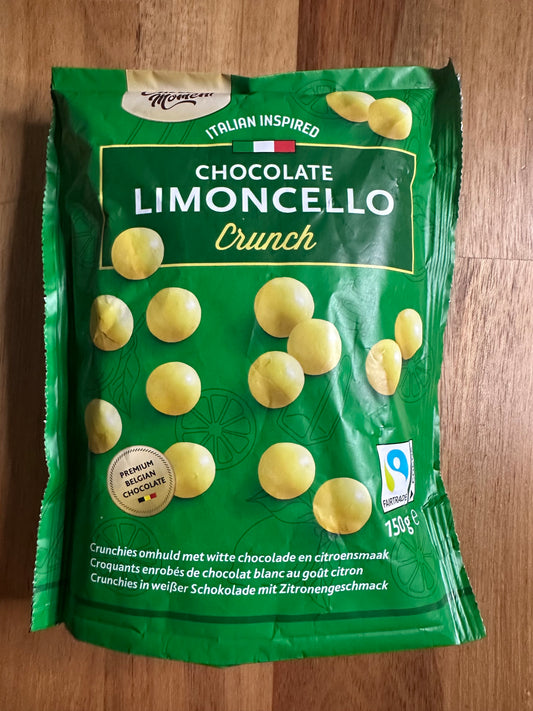 Moment
ITALIAN INSPIRED
CHOCOLATE
LIMONCELLO
Crunch
PREMIUM
BELGIAN
CHOCOLATE
FAIRTRADE
150g e
Crunchies omhuld met witte chocolade en citroensmaak
Croquants enrobés de chocolat blanc au goût citron
Crunchies in weißer Schokolade mit Zitronengeschmack